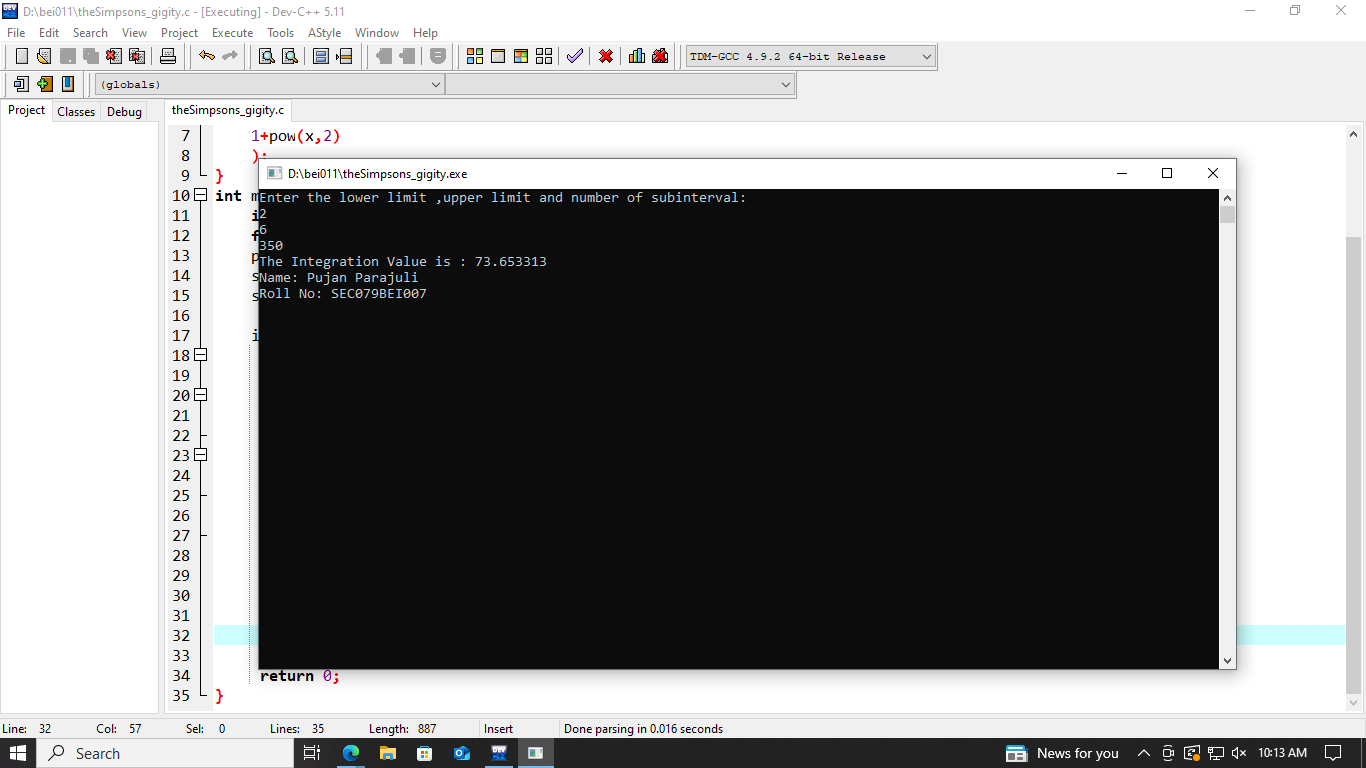 D:\bei011\theSimpsons_gigity.c - [Executing] - Dev-C++ 5.11
File Edit Search View Project Execute Tools AStyle Window Help
TDM-GCC 4.9.2 64-bit Release
(globals)
Project Classes Debug
theSimpsons_gigity.c
7 1+pow(x,2)
8 );
9 }
D:\bei011\theSimpsons_gigity.exe
10 int m
Enter the lower limit ,upper limit and number of subinterval:
11 i
2
12 f
6
13 p
350
The Integration Value is : 73.653313
14 s
Name: Pujan Parajuli
15 s
Roll No: SEC079BEI007
16
17 i
18
19
20
21
22
23
24
25
26
27
28
29
30
31
32
33
34 return 0;
35 }
Line: 32 Col: 57 Sel: 0 Lines: 35 Length: 887 Insert Done parsing in 0.016 seconds
Search
DEV
News for you
10:13 AM